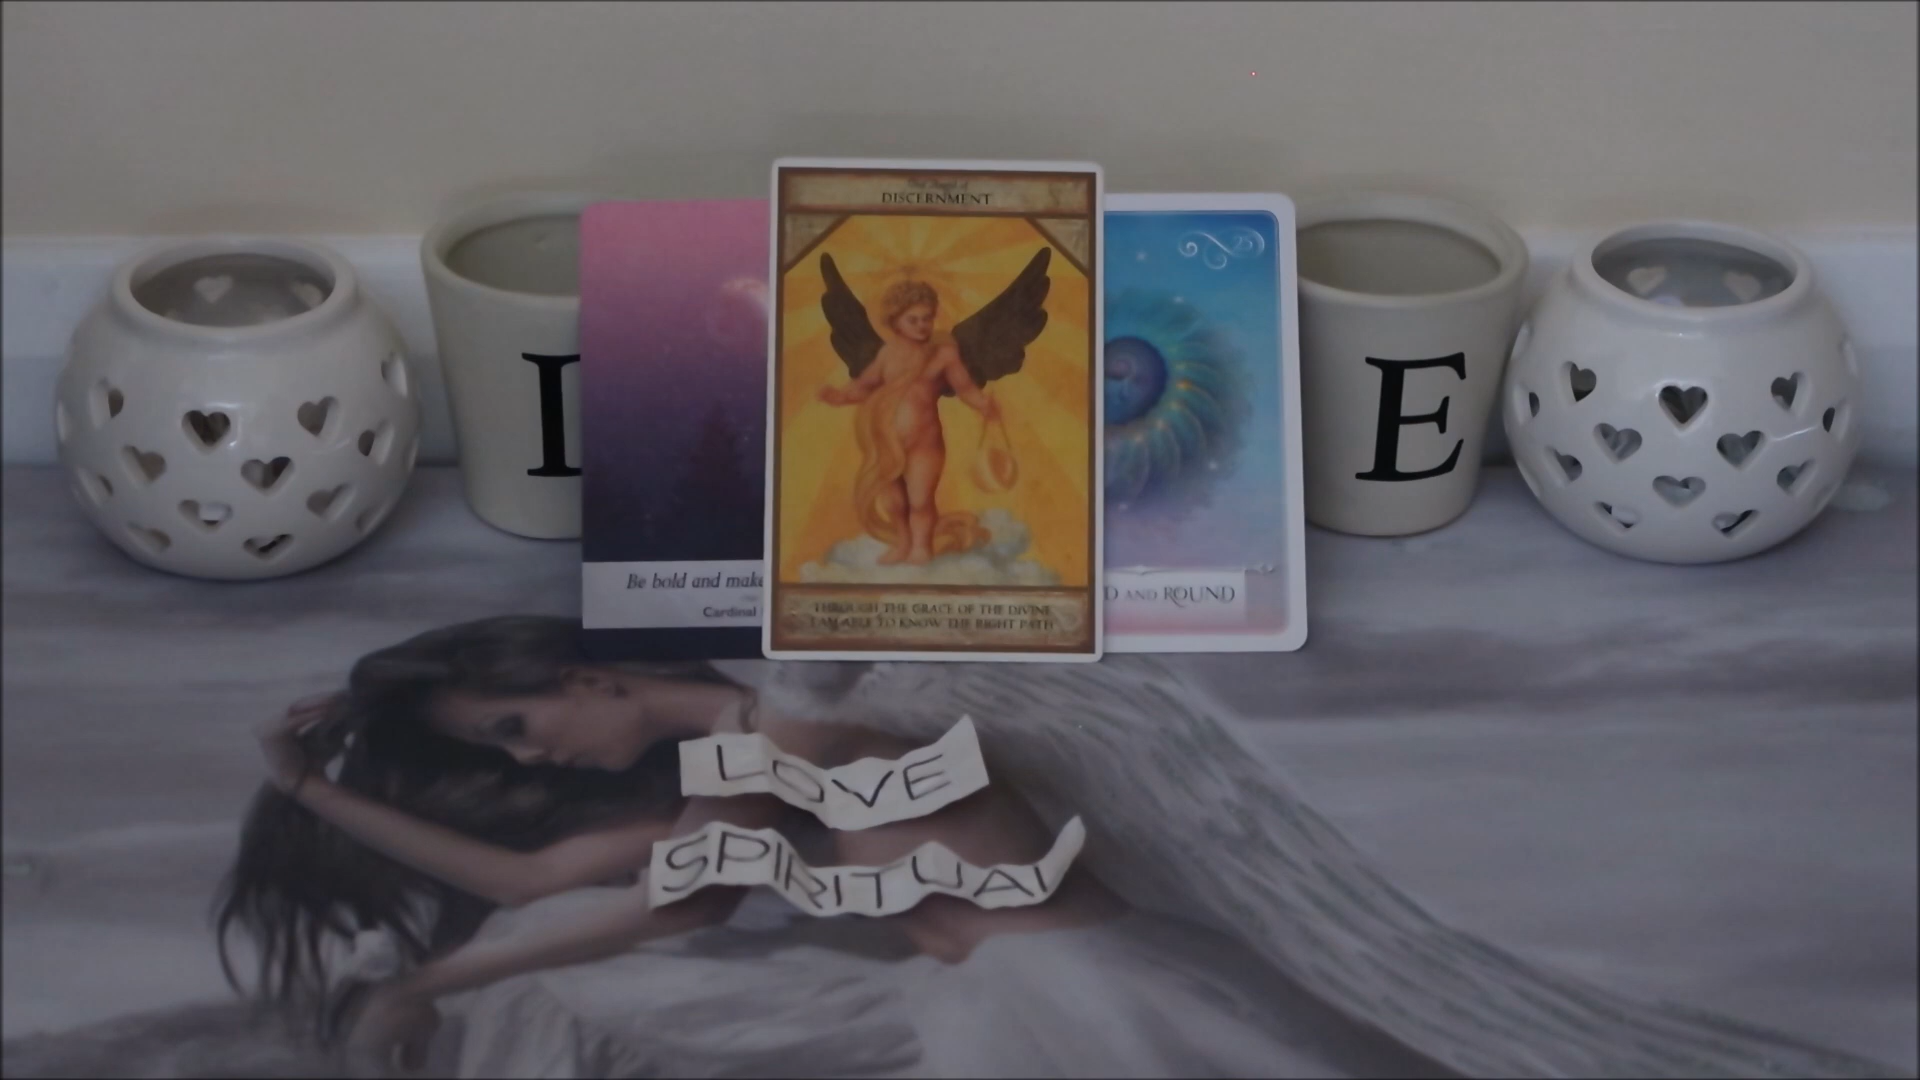 The Angel of
DISCERNMENT
25
E
Be bold and make
Cardinal
THROUGH THE GRACE OF THE DIVINE
I AM ABLE TO KNOW THE RIGHT PATH
AND ROUND
LOVE
SPIRITUAL